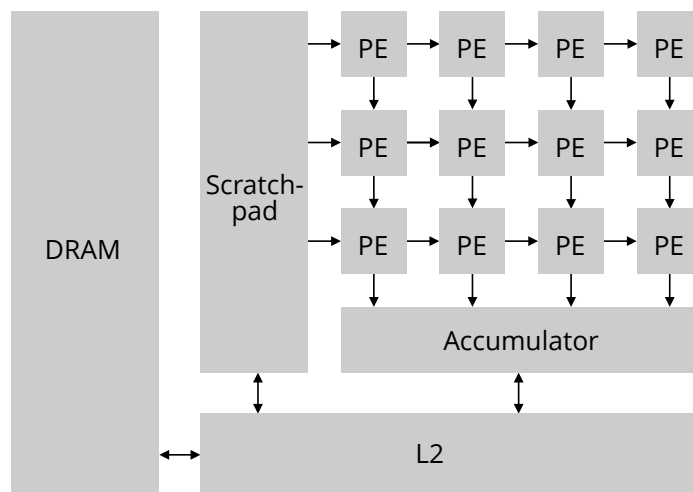 DRAM
Scratch-
pad
PE PE PE PE
PE PE PE PE
PE PE PE PE
Accumulator
L2